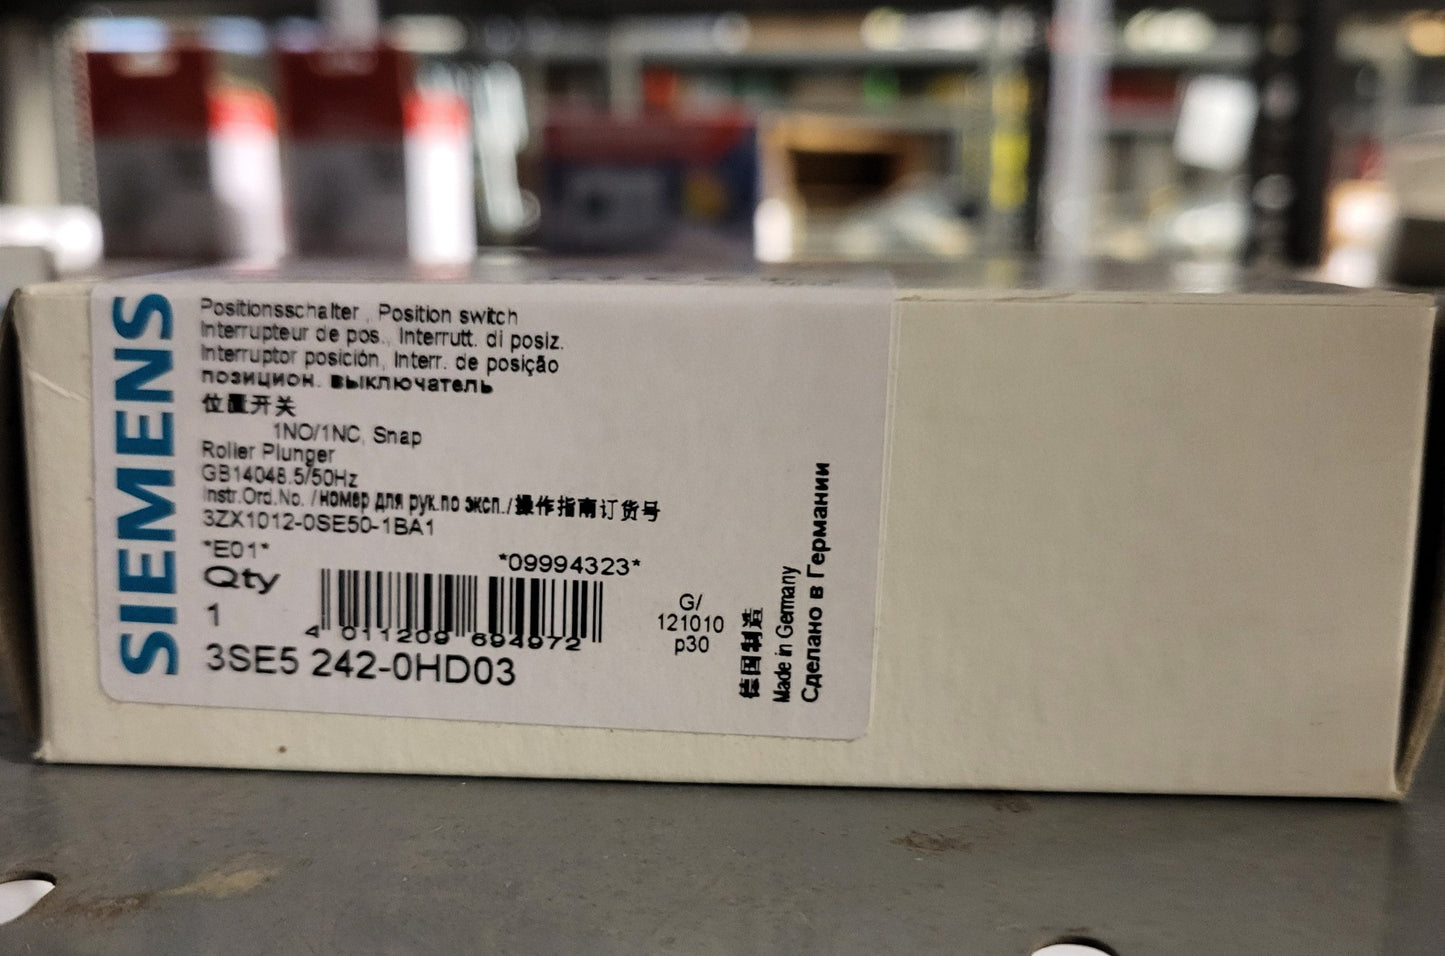 SIEMENS
Positionsschalter , Position switch
Interrupteur de pos., Interrutt. di posiz.
Interruptor posición, Interr. de posição
позицион. выключатель
位置开关
1NO/1NC, Snap
Roller Plunger
GB14048.5/50Hz
Instr.Ord.No. /номер для рук.по эксп./操作指南订货号
3ZX1012-0SE50-1BA1
*E01*
*09994323*
Qty
1
4 011209 694972
3SE5 242-0HD03
G/
121010
p30
德国制造
Made in Germany
Сделано в Германии